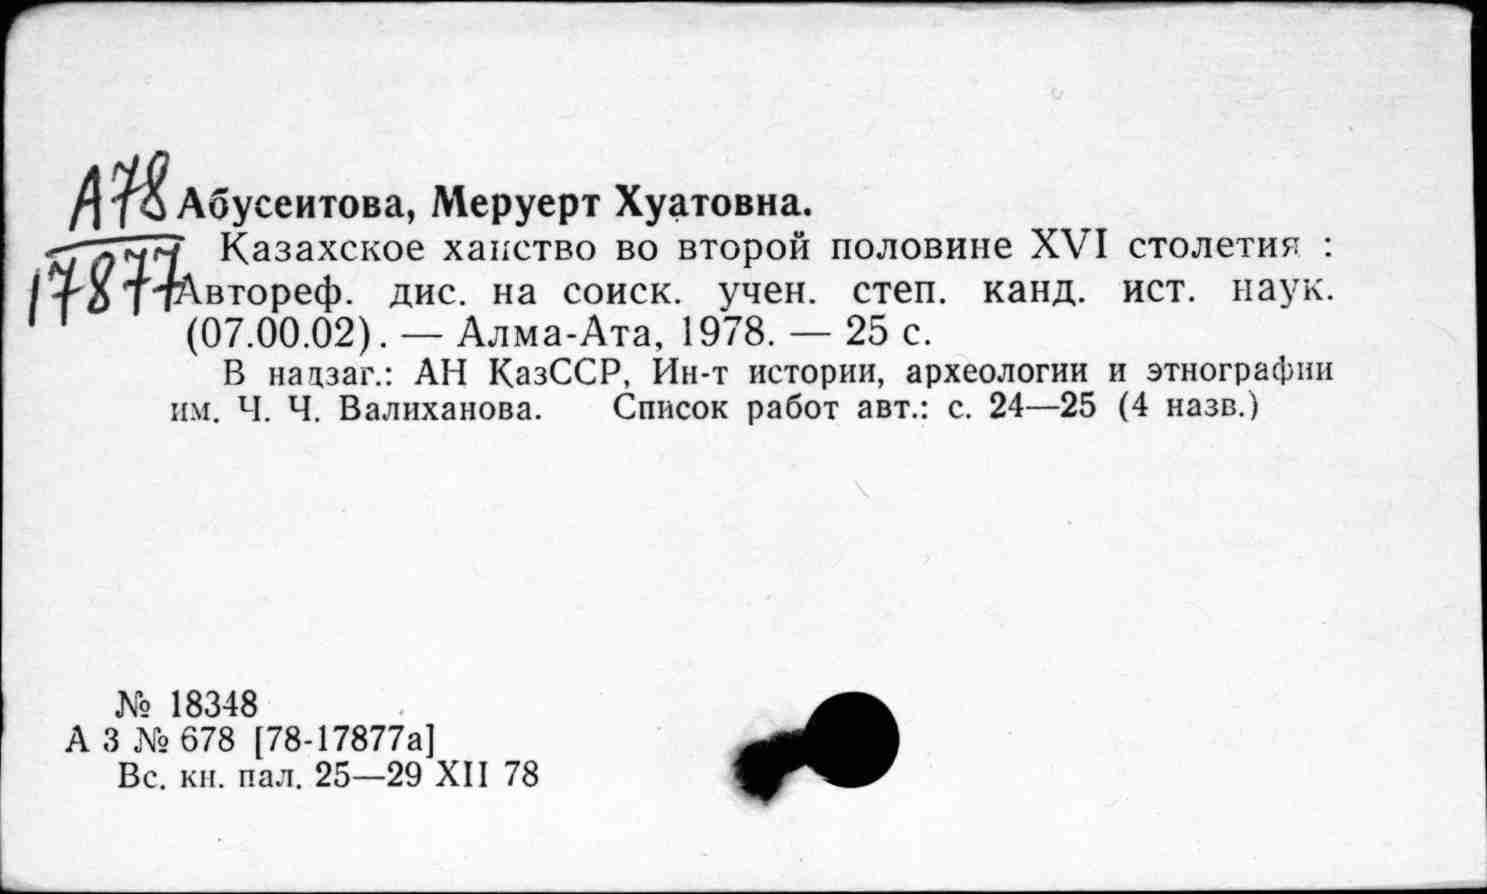 А78 Абусеитова, Меруерт Хуатовна.
17877 Казахское ханство во второй половине XVI столетия :
Автореф. дис. на соиск. учен. степ. канд. ист. наук.
(07.00.02). — Алма-Ата, 1978. — 25 с.
В надзаг.: АН КазССР, Ин-т истории, археологии и этнографии
им. Ч. Ч. Валиханова. Список работ авт.: с. 24—25 (4 назв.)
№ 18348
А 3 № 678 [78-17877а]
Вс. кн. пал. 25—29 XII 78